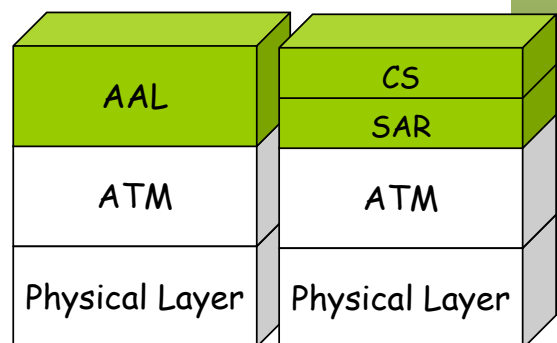 AAL
ATM
Physical Layer
CS
SAR
ATM
Physical Layer